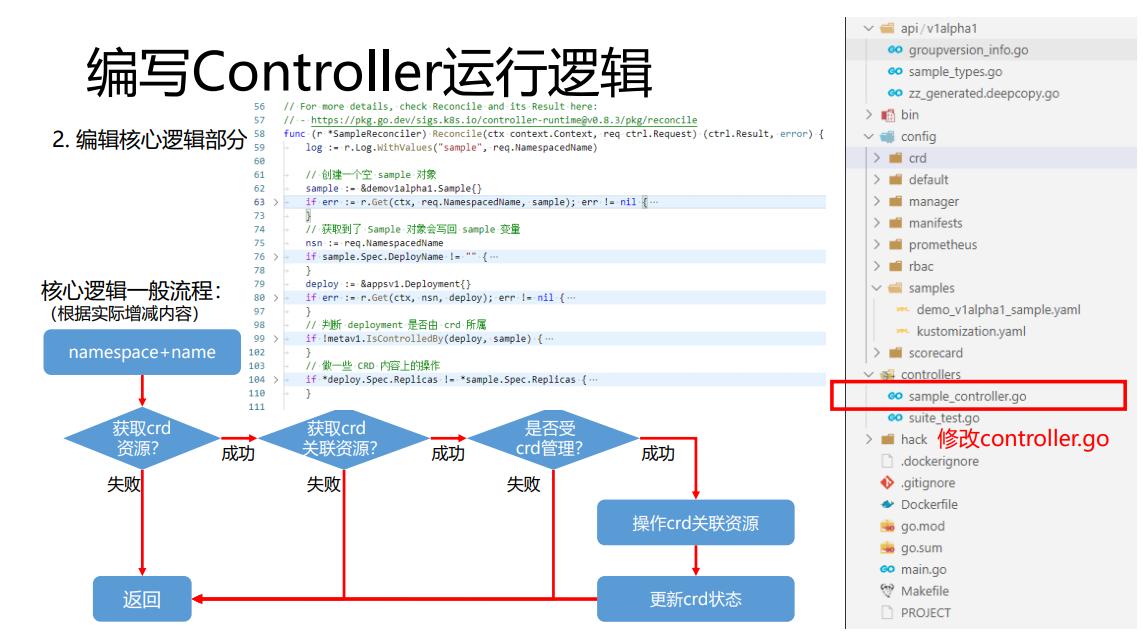 编写Controller运行逻辑
2. 编辑核心逻辑部分
56 // For more details, check Reconcile and its Result here:
57 // - https://pkg.go.dev/sigs.k8s.io/controller-runtime@v0.8.3/pkg/reconcile
58 func (r *SampleReconciler) Reconcile(ctx context.Context, req ctrl.Request) (ctrl.Result, error) {
59 log := r.Log.WithValues("sample", req.NamespacedName)
60
61 // 创建一个空 sample 对象
62 sample := &demov1alpha1.Sample{}
63 if err := r.Get(ctx, req.NamespacedName, sample); err != nil {…
73 }
74 // 获取到了 Sample 对象会写回 sample 变量
75 nsn := req.NamespacedName
76 if sample.Spec.DeployName != "" {…
78 }
79 deploy := &appsv1.Deployment{}
80 if err := r.Get(ctx, nsn, deploy); err != nil {…
97 }
98 // 判断 deployment 是否由 crd 所属
99 if !metav1.IsControlledBy(deploy, sample) {…
102 }
103 // 做一些 CRD 内容上的操作
104 if *deploy.Spec.Replicas != *sample.Spec.Replicas {…
110 }
111
核心逻辑一般流程：
（根据实际增减内容）
namespace+name
获取crd
资源？
成功
失败
获取crd
关联资源？
成功
失败
是否受
crd管理？
成功
失败
操作crd关联资源
更新crd状态
返回
api/v1alpha1
groupversion_info.go
sample_types.go
zz_generated.deepcopy.go
bin
config
crd
default
manager
manifests
prometheus
rbac
samples
demo_v1alpha1_sample.yaml
kustomization.yaml
scorecard
controllers
sample_controller.go
suite_test.go
hack
修改controller.go
.dockerignore
.gitignore
Dockerfile
go.mod
go.sum
main.go
Makefile
PROJECT